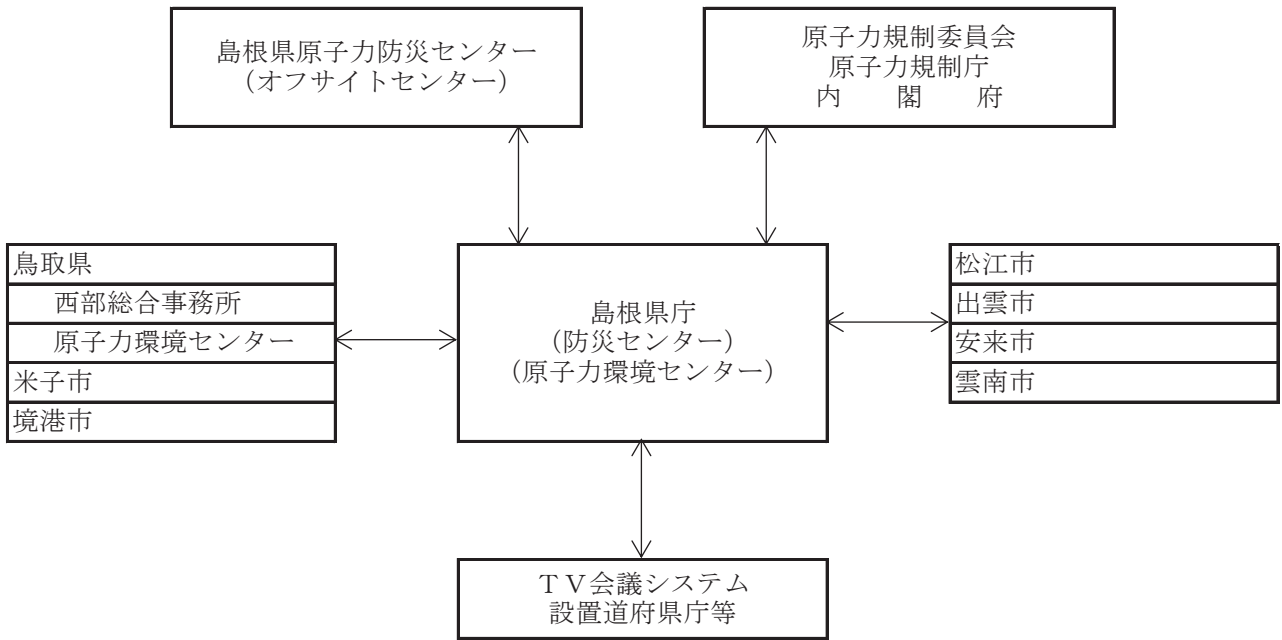 島根県原子力防災センター
(オフサイトセンター)
原子力規制委員会
原子力規制庁
内　閣　府
鳥取県
西部総合事務所
原子力環境センター
米子市
境港市
島根県庁
(防災センター)
(原子力環境センター)
松江市
出雲市
安来市
雲南市
ＴＶ会議システム
設置道府県庁等